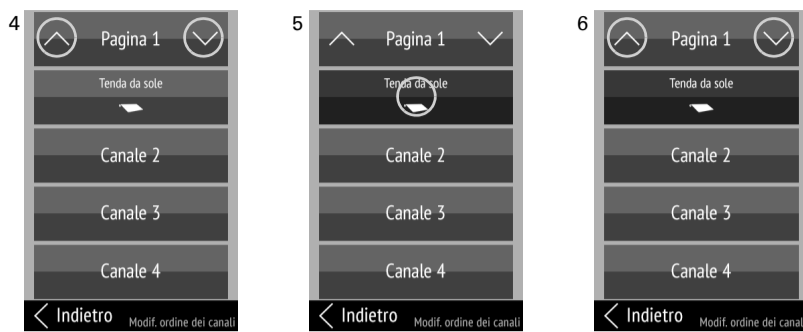 4
Pagina 1
Tenda da sole
Canale 2
Canale 3
Canale 4
Indietro Modif. ordine dei canali
5
Pagina 1
Tenda da sole
Canale 2
Canale 3
Canale 4
Indietro Modif. ordine dei canali
6
Pagina 1
Tenda da sole
Canale 2
Canale 3
Canale 4
Indietro Modif. ordine dei canali